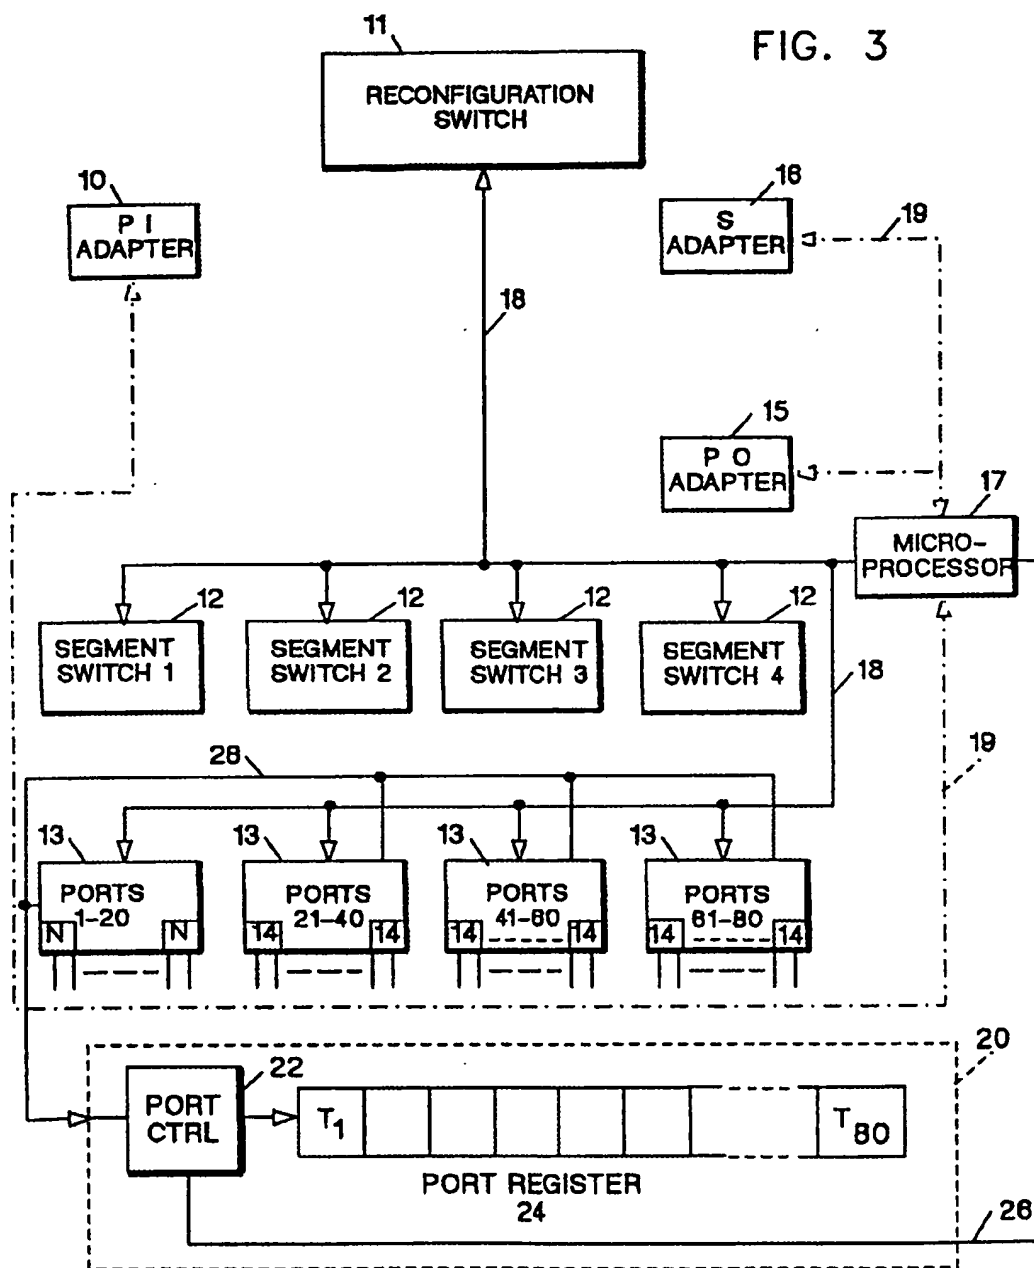 FIG. 3
11
RECONFIGURATION
SWITCH
10
P I
ADAPTER
16
S
ADAPTER
19
18
15
P O
ADAPTER
17
MICRO-
PROCESSOR
12
12
12
12
SEGMENT
SWITCH 1
SEGMENT
SWITCH 2
SEGMENT
SWITCH 3
SEGMENT
SWITCH 4
18
28
19
13
13
13
13
PORTS
1-20
PORTS
21-40
PORTS
41-60
PORTS
61-80
N
N
14
14
14
14
14
14
20
22
PORT
CTRL
T1
T80
PORT REGISTER
24
26